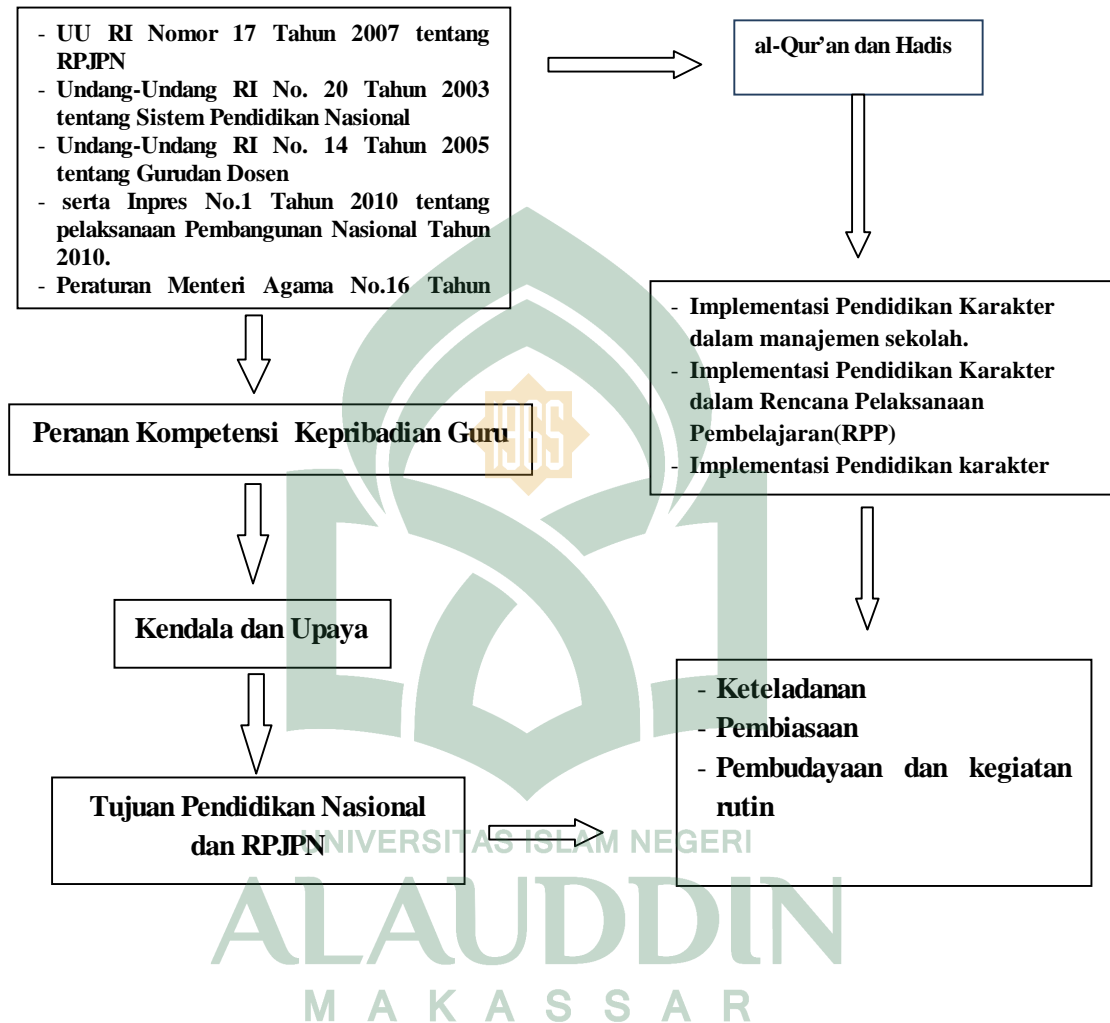 - UU RI Nomor 17 Tahun 2007 tentang
RPJPN
- Undang-Undang RI No. 20 Tahun 2003
tentang Sistem Pendidikan Nasional
- Undang-Undang RI No. 14 Tahun 2005
tentang Gurudan Dosen
- serta Inpres No.1 Tahun 2010 tentang
pelaksanaan Pembangunan Nasional Tahun
2010.
- Peraturan Menteri Agama No.16 Tahun
al-Qur'an dan Hadis
- Implementasi Pendidikan Karakter
dalam manajemen sekolah.
- Implementasi Pendidikan Karakter
dalam Rencana Pelaksanaan
Pembelajaran(RPP)
- Implementasi Pendidikan karakter
Peranan Kompetensi Kepribadian Guru
1965
Kendala dan Upaya
- Keteladanan
- Pembiasaan
- Pembudayaan dan kegiatan
rutin
Tujuan Pendidikan Nasional
dan RPJPN
UNIVERSITAS ISLAM NEGERI
ALAUDDIN
MAKASSAR